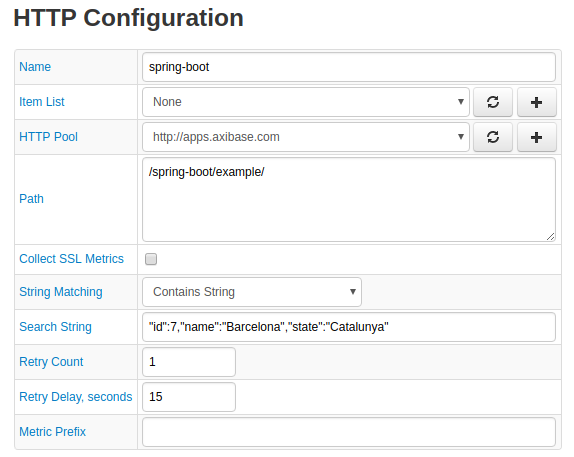 HTTP Configuration
Name spring-boot
Item List None
HTTP Pool http://apps.axibase.com
Path /spring-boot/example/
Collect SSL Metrics
String Matching Contains String
Search String "id":7,"name":"Barcelona","state":"Catalunya"
Retry Count 1
Retry Delay, seconds 15
Metric Prefix